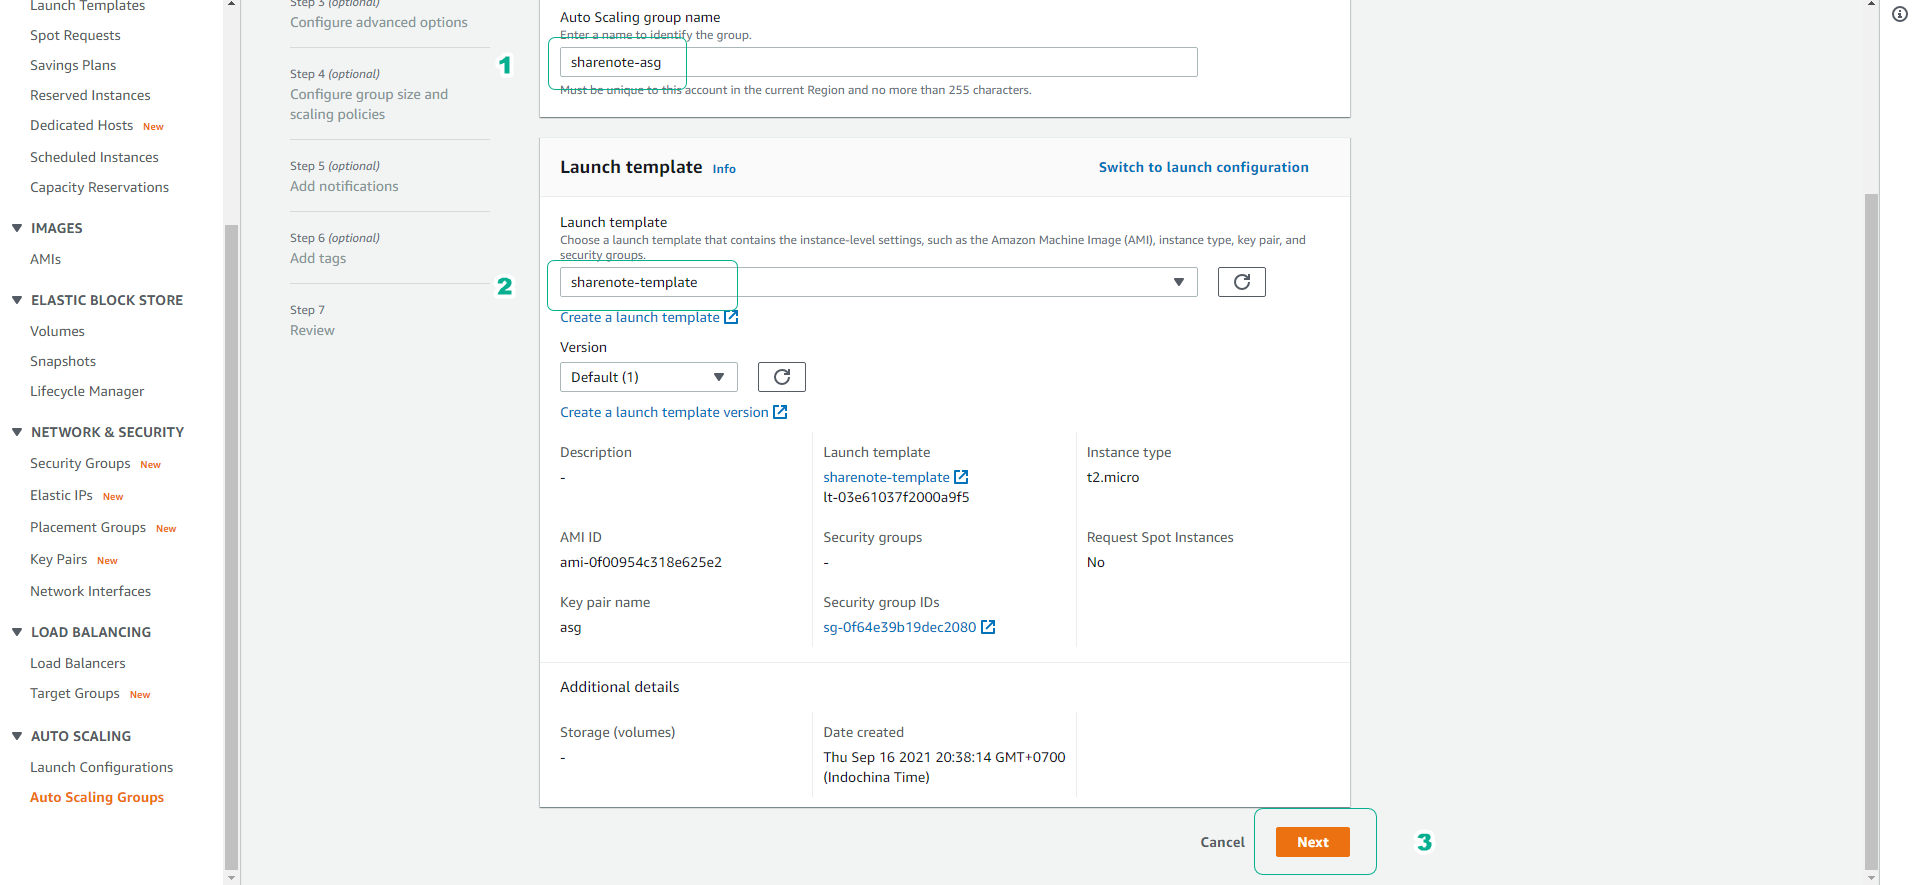 Launch Templates
Spot Requests
Savings Plans
Reserved Instances
Dedicated Hosts New
Scheduled Instances
Capacity Reservations
IMAGES
AMIs
ELASTIC BLOCK STORE
Volumes
Snapshots
Lifecycle Manager
NETWORK & SECURITY
Security Groups New
Elastic IPs New
Placement Groups New
Key Pairs New
Network Interfaces
LOAD BALANCING
Load Balancers
Target Groups New
AUTO SCALING
Launch Configurations
Auto Scaling Groups
Step 3 (optional)
Configure advanced options
Step 4 (optional)
Configure group size and
scaling policies
Step 5 (optional)
Add notifications
Step 6 (optional)
Add tags
Step 7
Review
Auto Scaling group name
Enter a name to identify the group.
1
sharenote-asg
Must be unique to this account in the current Region and no more than 255 characters.
Launch template Info
Switch to launch configuration
Launch template
Choose a launch template that contains the instance-level settings, such as the Amazon Machine Image (AMI), instance type, key pair, and
security groups.
2
sharenote-template
Create a launch template
Version
Default (1)
Create a launch template version
Description
-
Launch template
sharenote-template
lt-03e61037f2000a9f5
Instance type
t2.micro
AMI ID
ami-0f00954c318e625e2
Security groups
-
Request Spot Instances
No
Key pair name
asg
Security group IDs
sg-0f64e39b19dec2080
Additional details
Storage (volumes)
-
Date created
Thu Sep 16 2021 20:38:14 GMT+0700
(Indochina Time)
Cancel
Next
3